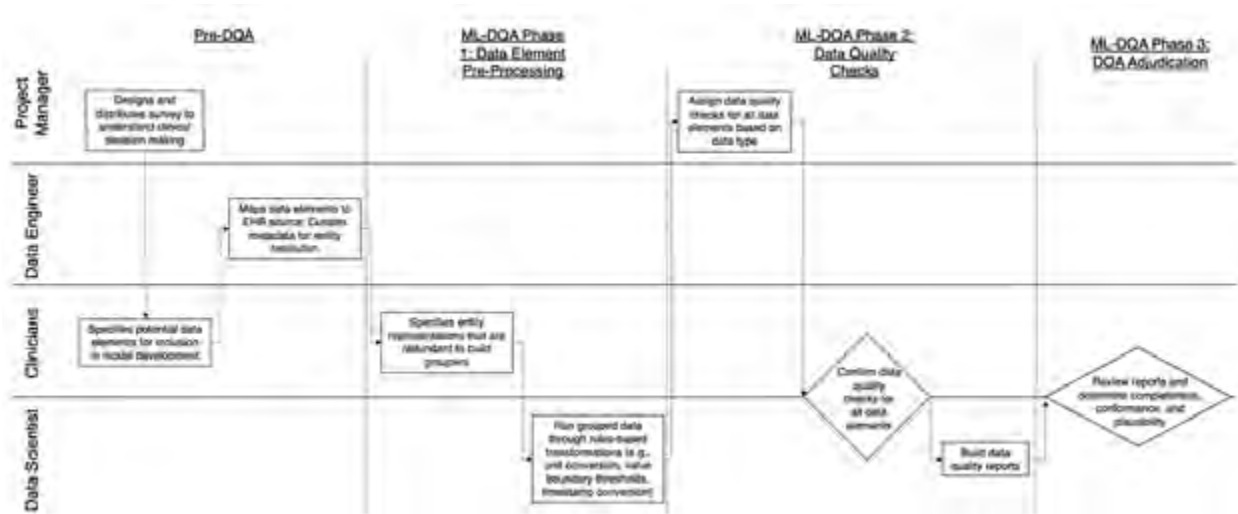 Pre-DQA
ML-DQA Phase
1: Data Element
Pre-Processing
ML-DQA Phase 2:
Data Quality
Checks
ML-DQA Phase 3:
DQA Adjudication
Project
Manager
Designs and
distributes survey to
understand
decision making
Assign data quality
checks for all data
elements based on
data type
Data Engineer
Maps data elements to
EHR source; Curates
metadata for entity
resolution
Clinicians
Specifies potential data
elements for inclusion
in model development
Specifies entity
representations that are
redundant to build
groupers
Confirm data
quality
checks for
all data
elements
Review reports and
determine completeness,
conformance, and
plausibility
Data Scientist
Run grouped data
through rules-based
transformations (e.g.,
unit conversion, value
boundary thresholds,
timestamp conversion)
Build data
quality reports